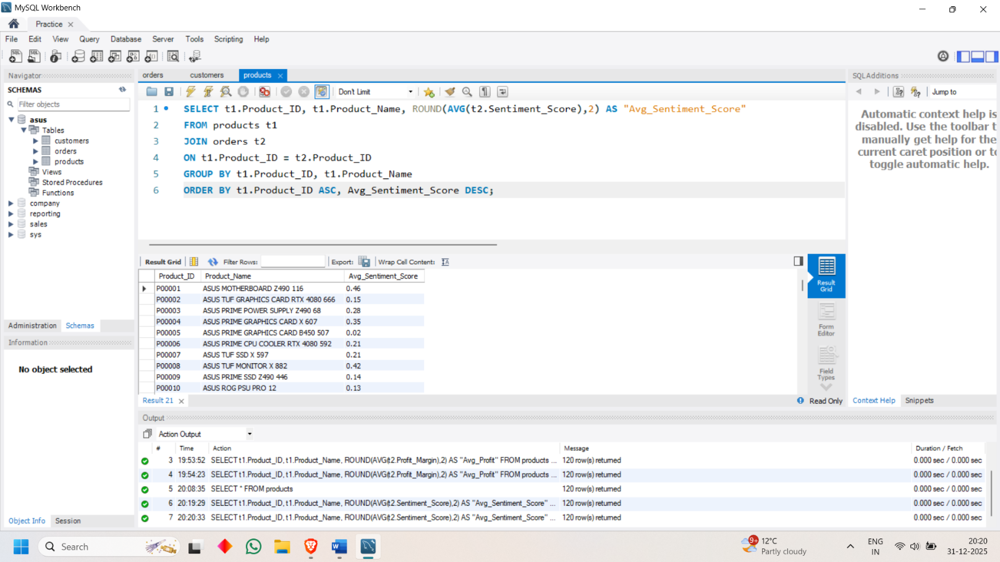 MySQL Workbench
Practice
File Edit View Query Database Server Tools Scripting Help
Navigator
SCHEMAS
Filter objects
asus
Tables
customers
orders
products
Views
Stored Procedures
Functions
company
reporting
sales
sys
Administration Schemas
Information
No object selected
Object Info Session
orders customers products
Don't Limit
1 SELECT t1.Product_ID, t1.Product_Name, ROUND(AVG(t2.Sentiment_Score),2) AS "Avg_Sentiment_Score"
2 FROM products t1
3 JOIN orders t2
4 ON t1.Product_ID = t2.Product_ID
5 GROUP BY t1.Product_ID, t1.Product_Name
6 ORDER BY t1.Product_ID ASC, Avg_Sentiment_Score DESC;
Result Grid Filter Rows: Export: Wrap Cell Content:
Product_ID Product_Name Avg_Sentiment_Score
P00001 ASUS MOTHERBOARD Z490 116 0.46
P00002 ASUS TUF GRAPHICS CARD RTX 4080 666 0.15
P00003 ASUS PRIME POWER SUPPLY Z490 68 0.28
P00004 ASUS PRIME GRAPHICS CARD X 607 0.35
P00005 ASUS PRIME GRAPHICS CARD B450 507 0.02
P00006 ASUS PRIME CPU COOLER RTX 4080 592 0.21
P00007 ASUS TUF SSD X 597 0.21
P00008 ASUS TUF MONITOR X 882 0.42
P00009 ASUS PRIME SSD Z490 446 0.14
P00010 ASUS ROG PSU PRO 12 0.13
Result Grid
Form Editor
Field Types
Result 21
Read Only
SQLAdditions
Jump to
Automatic context help is
disabled. Use the toolbar t
manually get help for the
current caret position or to
toggle automatic help.
Context Help Snippets
Output
Action Output
# Time Action Message Duration / Fetch
3 19:53:52 SELECT t1.Product_ID, t1.Product_Name, ROUND(AVG(t2.Profit_Margin),2) AS "Avg_Profit" FROM products ... 120 row(s) returned 0.000 sec / 0.000 sec
4 19:54:23 SELECT t1.Product_ID, t1.Product_Name, ROUND(AVG(t2.Profit_Margin),2) AS "Avg_Profit" FROM products ... 120 row(s) returned 0.000 sec / 0.000 sec
5 20:08:35 SELECT * FROM products 120 row(s) returned 0.000 sec / 0.000 sec
6 20:19:29 SELECT t1.Product_ID, t1.Product_Name, ROUND(AVG(t2.Sentiment_Score),2) AS "Avg_Sentiment_Score" ... 120 row(s) returned 0.000 sec / 0.000 sec
7 20:20:33 SELECT t1.Product_ID, t1.Product_Name, ROUND(AVG(t2.Sentiment_Score),2) AS "Avg_Sentiment_Score" ... 120 row(s) returned 0.000 sec / 0.000 sec
Search
9+
12°C
Partly cloudy
ENG
IN
20:20
31-12-2025